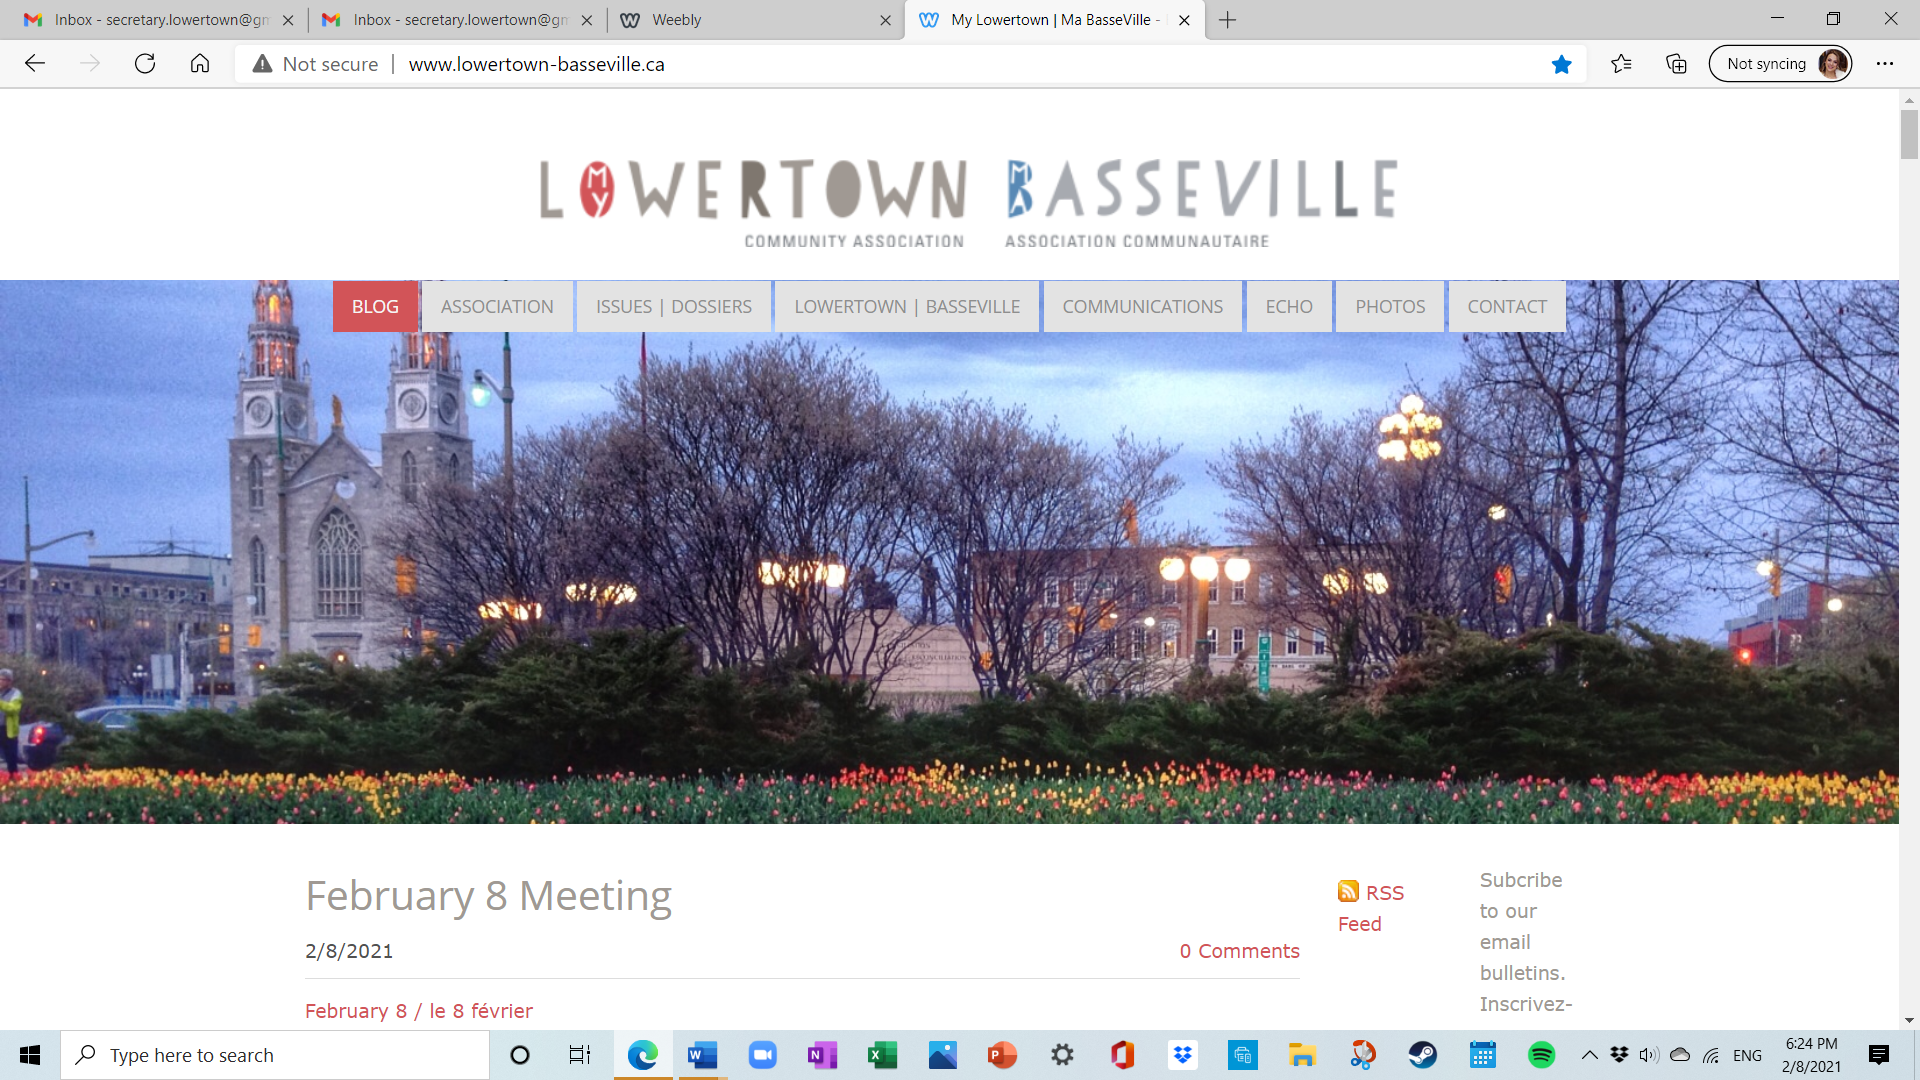 Inbox - secretary.lowertown@gm
Inbox - secretary.lowertown@gm
Weebly
My Lowertown | Ma BasseVille -
Not secure | www.lowertown-basseville.ca
Not syncing
MY LOWERTOWN MA BASSEVILLE
COMMUNITY ASSOCIATION ASSOCIATION COMMUNAUTAIRE
BLOG
ASSOCIATION
ISSUES | DOSSIERS
LOWERTOWN | BASSEVILLE
COMMUNICATIONS
ECHO
PHOTOS
CONTACT
February 8 Meeting
2/8/2021
0 Comments
February 8 / le 8 février
RSS
Feed
Subcribe
to our
email
bulletins.
Inscrivez-
Type here to search
ENG
6:24 PM
2/8/2021